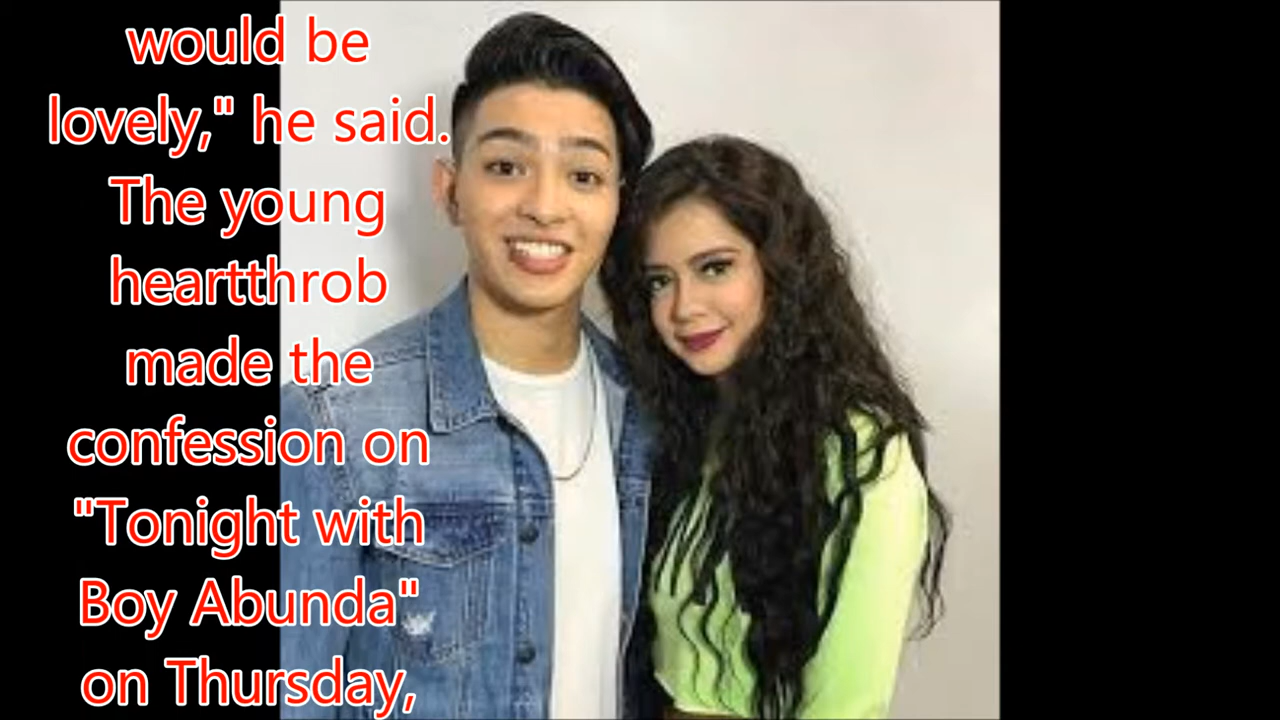 would be
lovely," he said.
The young
heartthrob
made the
confession on
"Tonight with
Boy Abunda"
on Thursday,